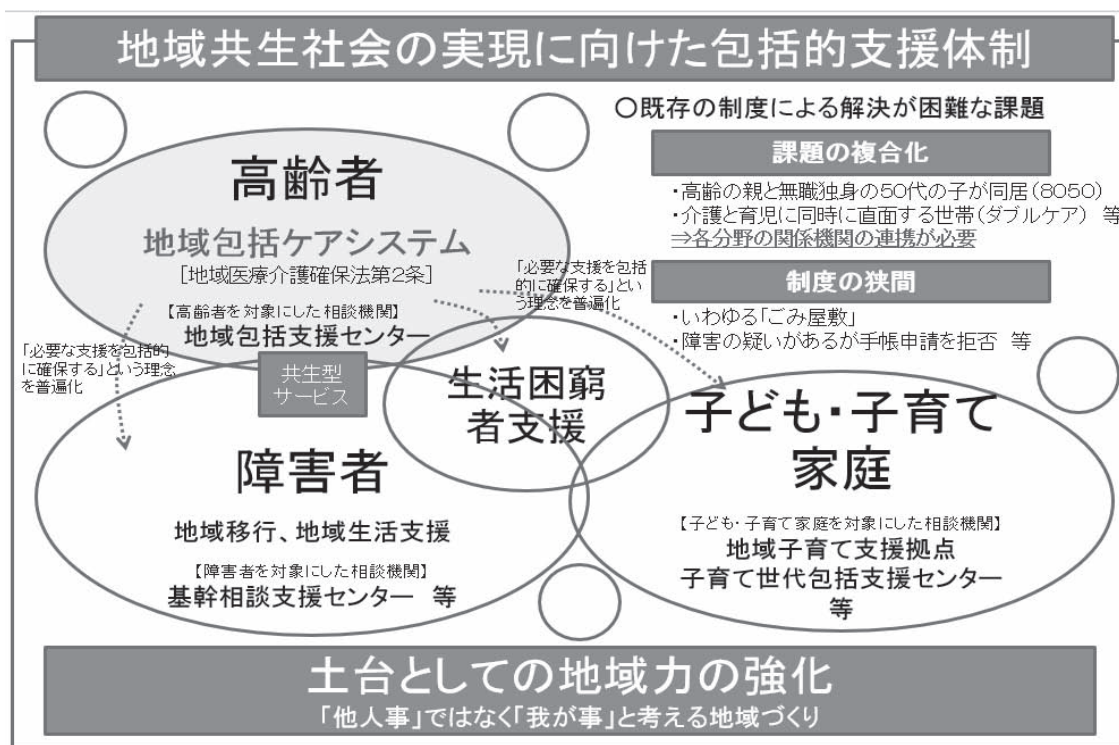 地域共生社会の実現に向けた包括的支援体制
○既存の制度による解決が困難な課題
課題の複合化
・高齢の親と無職独身の50代の子が同居(8050)
・介護と育児に同時に直面する世帯(ダブルケア) 等
⇒各分野の関係機関の連携が必要
制度の狭間
・いわゆる「ごみ屋敷」
・障害の疑いがあるが手帳申請を拒否 等
高齢者
地域包括ケアシステム
[地域医療介護確保法第2条]
【高齢者を対象にした相談機関】
地域包括支援センター
「必要な支援を包括
的に確保する」とい
う理念を普遍化
「必要な支援を包括的
に確保する」という理念
を普遍化
共生型
サービス
生活困窮
者支援
障害者
地域移行、地域生活支援
【障害者を対象にした相談機関】
基幹相談支援センター 等
子ども・子育て
家庭
【子ども・子育て家庭を対象にした相談機関】
地域子育て支援拠点
子育て世代包括支援センター
等
土台としての地域力の強化
「他人事」ではなく「我が事」と考える地域づくり